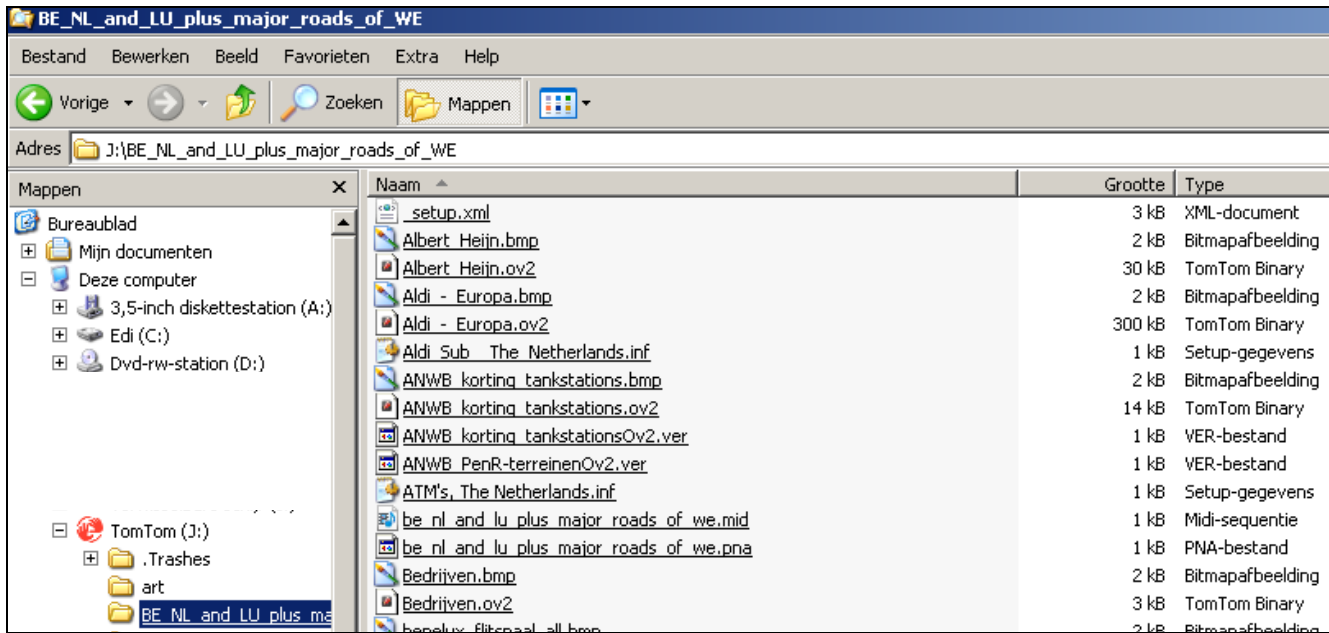 BE_NL_and_LU_plus_major_roads_of_WE
Bestand Bewerken Beeld Favorieten Extra Help
Vorige Zoeken Mappen
Adres J:\BE_NL_and_LU_plus_major_roads_of_WE
Mappen x
Bureaublad
Mijn documenten
Deze computer
3,5-inch diskettestation (A:)
Edi (C:)
Dvd-rw-station (D:)
TomTom (J:)
.Trashes
art
BE_NL_and_LU_plus_ma
Naam Grootte Type
_setup.xml 3 kB XML-document
Albert_Heijn.bmp 2 kB Bitmapafbeelding
Albert_Heijn.ov2 30 kB TomTom Binary
Aldi_-_Europa.bmp 2 kB Bitmapafbeelding
Aldi_-_Europa.ov2 300 kB TomTom Binary
Aldi_Sub__The_Netherlands.inf 1 kB Setup-gegevens
ANWB_korting_tankstations.bmp 2 kB Bitmapafbeelding
ANWB_korting_tankstations.ov2 14 kB TomTom Binary
ANWB_korting_tankstationsOv2.ver 1 kB VER-bestand
ANWB_PenR-terreinenOv2.ver 1 kB VER-bestand
ATM's, The Netherlands.inf 1 kB Setup-gegevens
be_nl_and_lu_plus_major_roads_of_we.mid 1 kB Midi-sequentie
be_nl_and_lu_plus_major_roads_of_we.pna 1 kB PNA-bestand
Bedrijven.bmp 2 kB Bitmapafbeelding
Bedrijven.ov2 3 kB TomTom Binary
benelux_flitspaal_all.bmp 2 kB Bitmapafbeelding